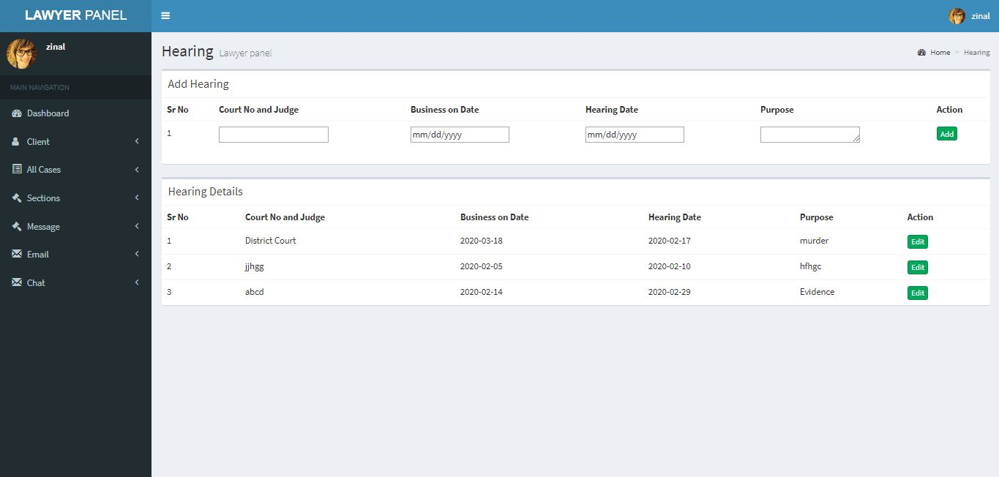 LAWYER PANEL
zinal
zinal
MAIN NAVIGATION
Dashboard
Client
All Cases
Sections
Message
Email
Chat
Hearing Lawyer panel
Home > Hearing
Add Hearing
Sr No Court No and Judge Business on Date Hearing Date Purpose Action
1 mm/dd/yyyy mm/dd/yyyy Add
Hearing Details
Sr No Court No and Judge Business on Date Hearing Date Purpose Action
1 District Court 2020-03-18 2020-02-17 murder Edit
2 jjhgg 2020-02-05 2020-02-10 hfhgc Edit
3 abcd 2020-02-14 2020-02-29 Evidence Edit